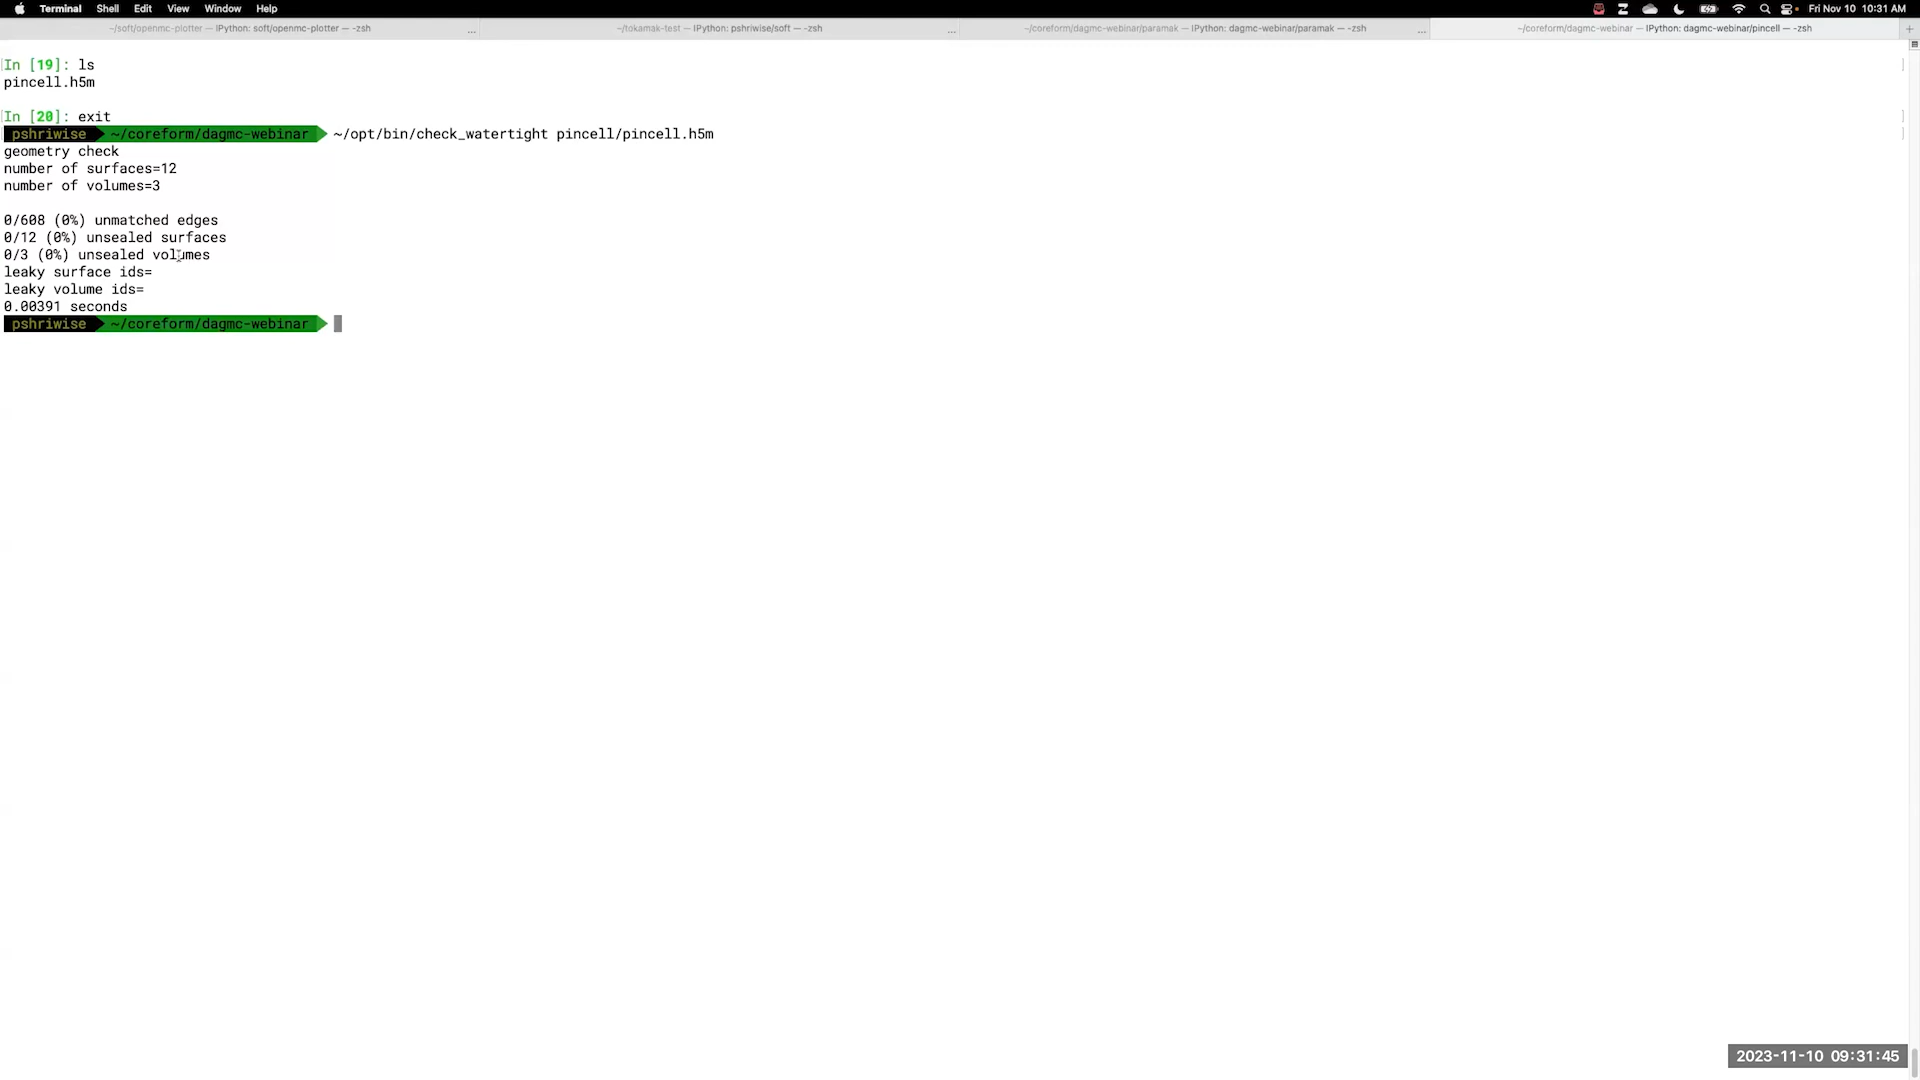 Terminal Shell Edit View Window Help Fri Nov 10 10:31 AM
~/soft/openmc-plotter — IPython: soft/openmc-plotter — -zsh ... ~/tokamak-test — IPython: pshriwise/soft — -zsh ... ~/coreform/dagmc-webinar/paramak — IPython: dagmc-webinar/paramak — -zsh ... ~/coreform/dagmc-webinar — IPython: dagmc-webinar/pincell — -zsh +
In [19]: ls
pincell.h5m
In [20]: exit
pshriwise ~/coreform/dagmc-webinar ~/opt/bin/check_watertight pincell/pincell.h5m
geometry check
number of surfaces=12
number of volumes=3
0/608 (0%) unmatched edges
0/12 (0%) unsealed surfaces
0/3 (0%) unsealed volumes
leaky surface ids=
leaky volume ids=
0.00391 seconds
pshriwise ~/coreform/dagmc-webinar
2023-11-10 09:31:45